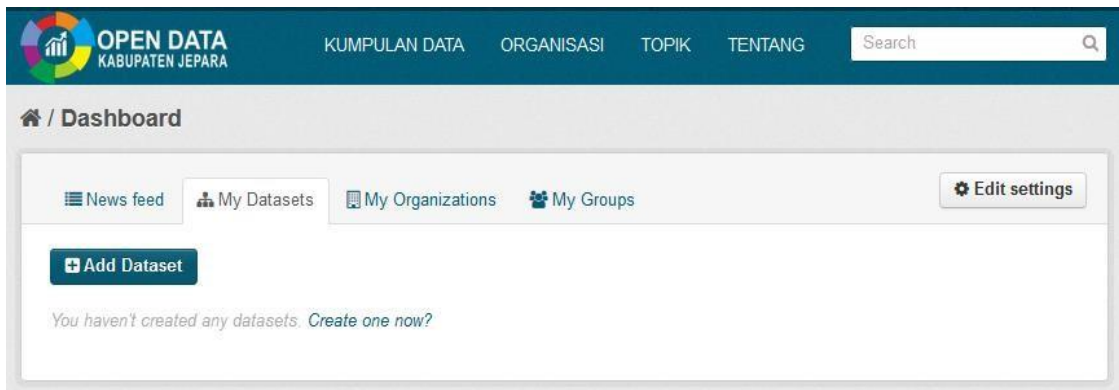 OPEN DATA
KABUPATEN JEPARA
KUMPULAN DATA ORGANISASI TOPIK TENTANG Search
/ Dashboard
News feed My Datasets My Organizations My Groups Edit settings
Add Dataset
You haven't created any datasets. Create one now?